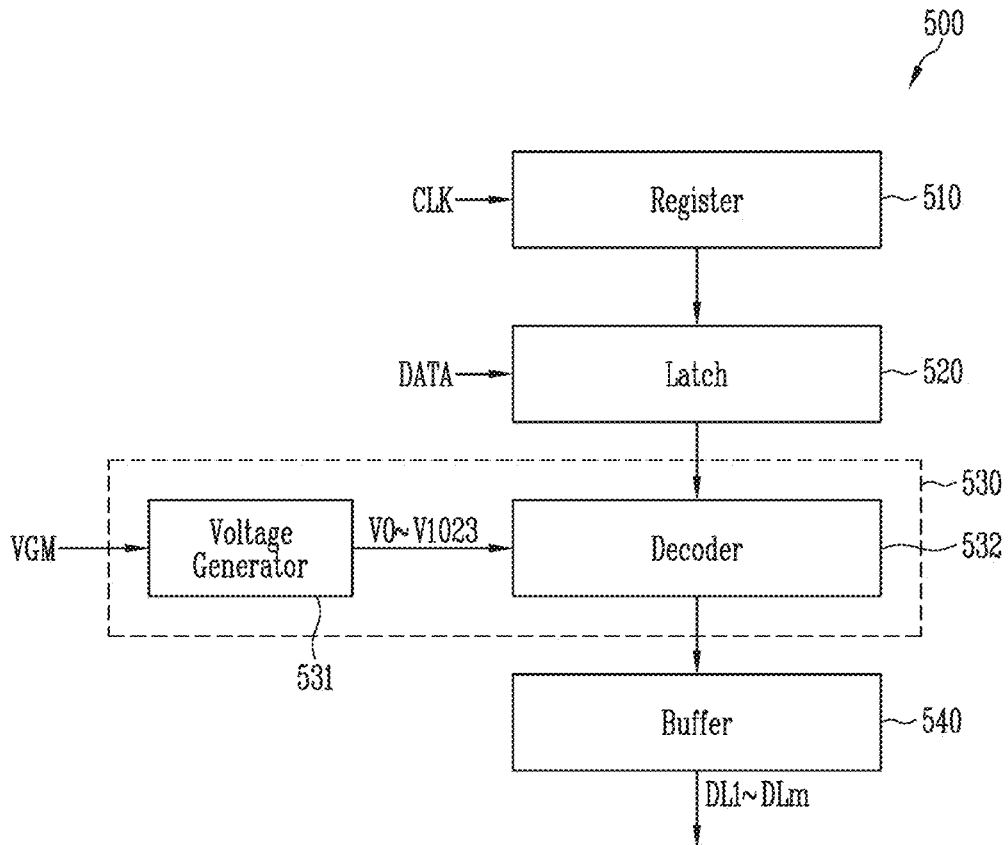 500
CLK
Register
510
DATA
Latch
520
530
VGM
Voltage
Generator
V0~V1023
Decoder
532
531
Buffer
540
DL1~DLm